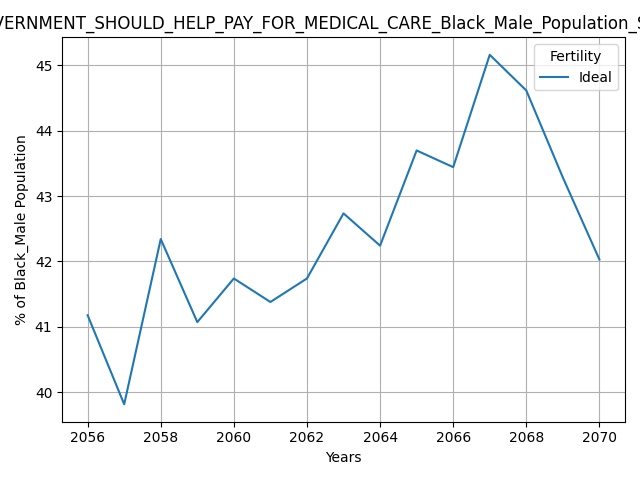 VERNMENT_SHOULD_HELP_PAY_FOR_MEDICAL_CARE_Black_Male_Population_S
Fertility
Ideal
% of Black_Male Population
45
44
43
42
41
40
2056 2058 2060 2062 2064 2066 2068 2070
Years